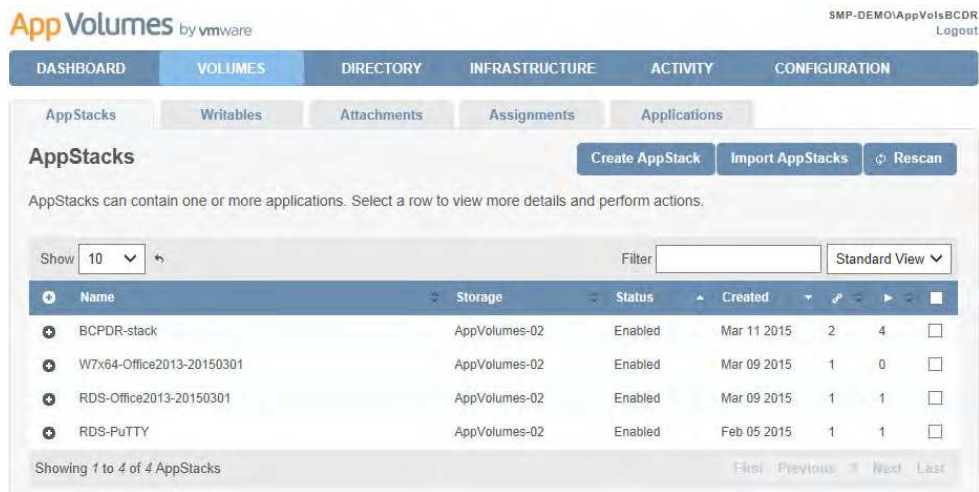 App Volumes by vmware
SMP-DEMO\AppVolsBCDR
Logout
DASHBOARD VOLUMES DIRECTORY INFRASTRUCTURE ACTIVITY CONFIGURATION
AppStacks Writables Attachments Assignments Applications
AppStacks
Create AppStack Import AppStacks Rescan
AppStacks can contain one or more applications. Select a row to view more details and perform actions.
Show 10 Filter Standard View
Name Storage Status Created
BCPDR-stack AppVolumes-02 Enabled Mar 11 2015 2 4
W7x64-Office2013-20150301 AppVolumes-02 Enabled Mar 09 2015 1 0
RDS-Office2013-20150301 AppVolumes-02 Enabled Mar 09 2015 1 1
RDS-PuTTY AppVolumes-02 Enabled Feb 05 2015 1 1
Showing 1 to 4 of 4 AppStacks
First Previous 1 Next Last